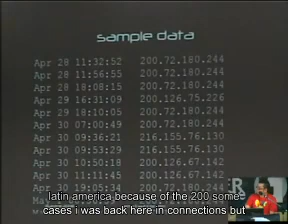 sample data
Apr 28 11:32:52 200.72.180.244
Apr 28 11:56:55 200.72.180.244
Apr 28 18:08:15 200.72.180.244
Apr 29 16:31:09 200.126.75.226
Apr 29 18:10:05 200.72.180.244
Apr 30 07:00:49 200.72.180.244
Apr 30 09:36:21 216.155.76.130
Apr 30 09:53:29 216.155.76.130
Apr 30 10:50:18 200.126.67.142
Apr 30 11:11:45 200.126.67.142
Apr 30 19:05:34 200.72.180.244
latin america because of the 200 some
cases i was back here in connections but